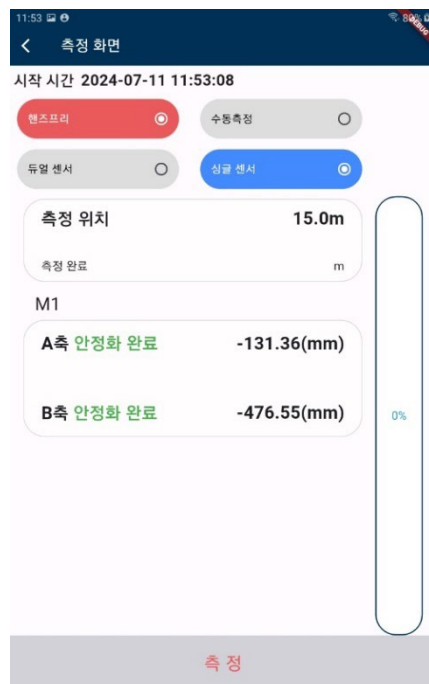 11:53
80%
DEBUG
측정 화면
시작 시간 2024-07-11 11:53:08
핸즈프리
수동측정
듀얼 센서
싱글 센서
측정 위치 15.0m
측정 완료 m
M1
A축 안정화 완료 -131.36(mm)
B축 안정화 완료 -476.55(mm)
0%
측 정